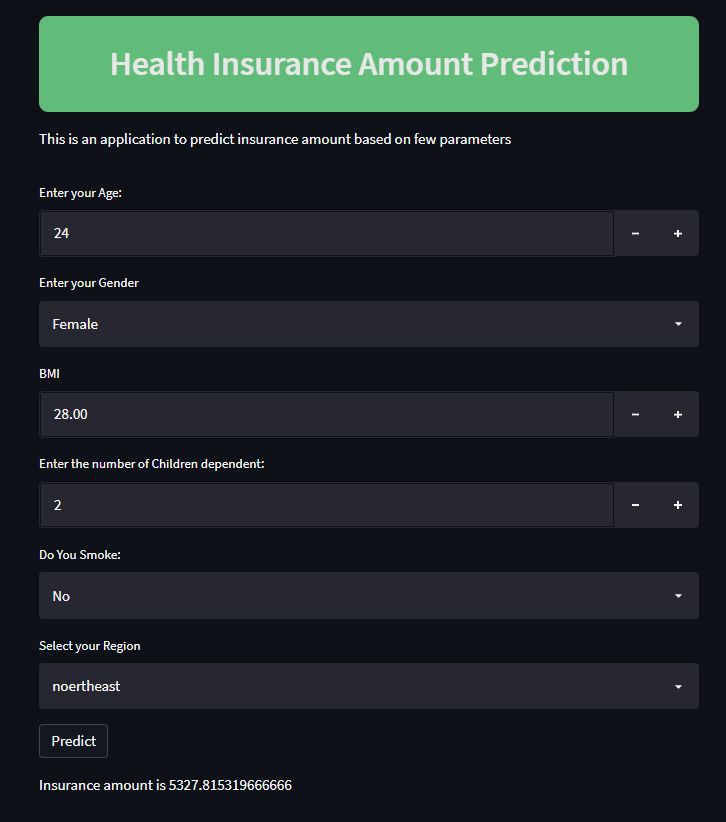 Health Insurance Amount Prediction
This is an application to predict insurance amount based on few parameters
Enter your Age:
24
Enter your Gender
Female
BMI
28.00
Enter the number of Children dependent:
2
Do You Smoke:
No
Select your Region
noertheast
Predict
Insurance amount is 5327.815319666666